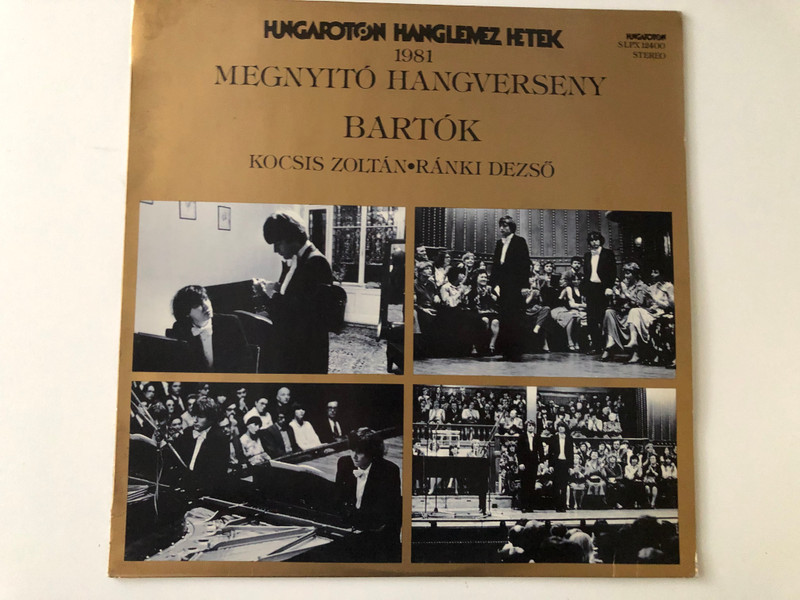 HUNGAROTON HANGLEMEZ HETEK
1981
MEGNYITÓ HANGVERSENY
BARTÓK
KOCSIS ZOLTÁN•RÁNKI DEZSŐ
HUNGAROTON
SLPX 12400
STEREO